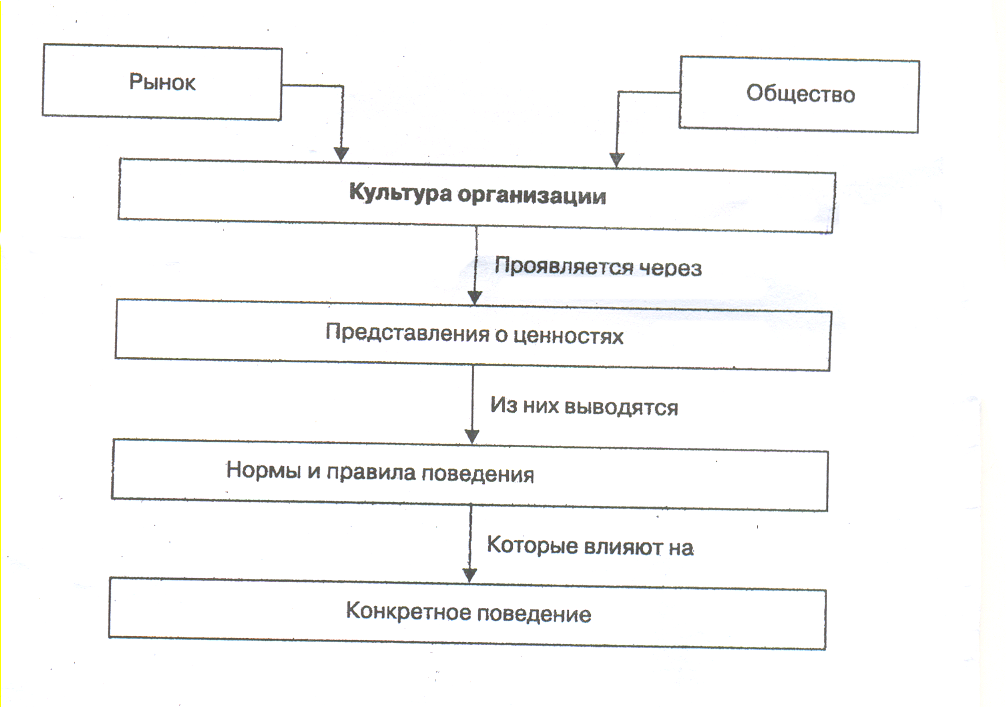 Рынок
Общество
Культура организации
Проявляется через
Представления о ценностях
Из них выводятся
Нормы и правила поведения
Которые влияют на
Конкретное поведение